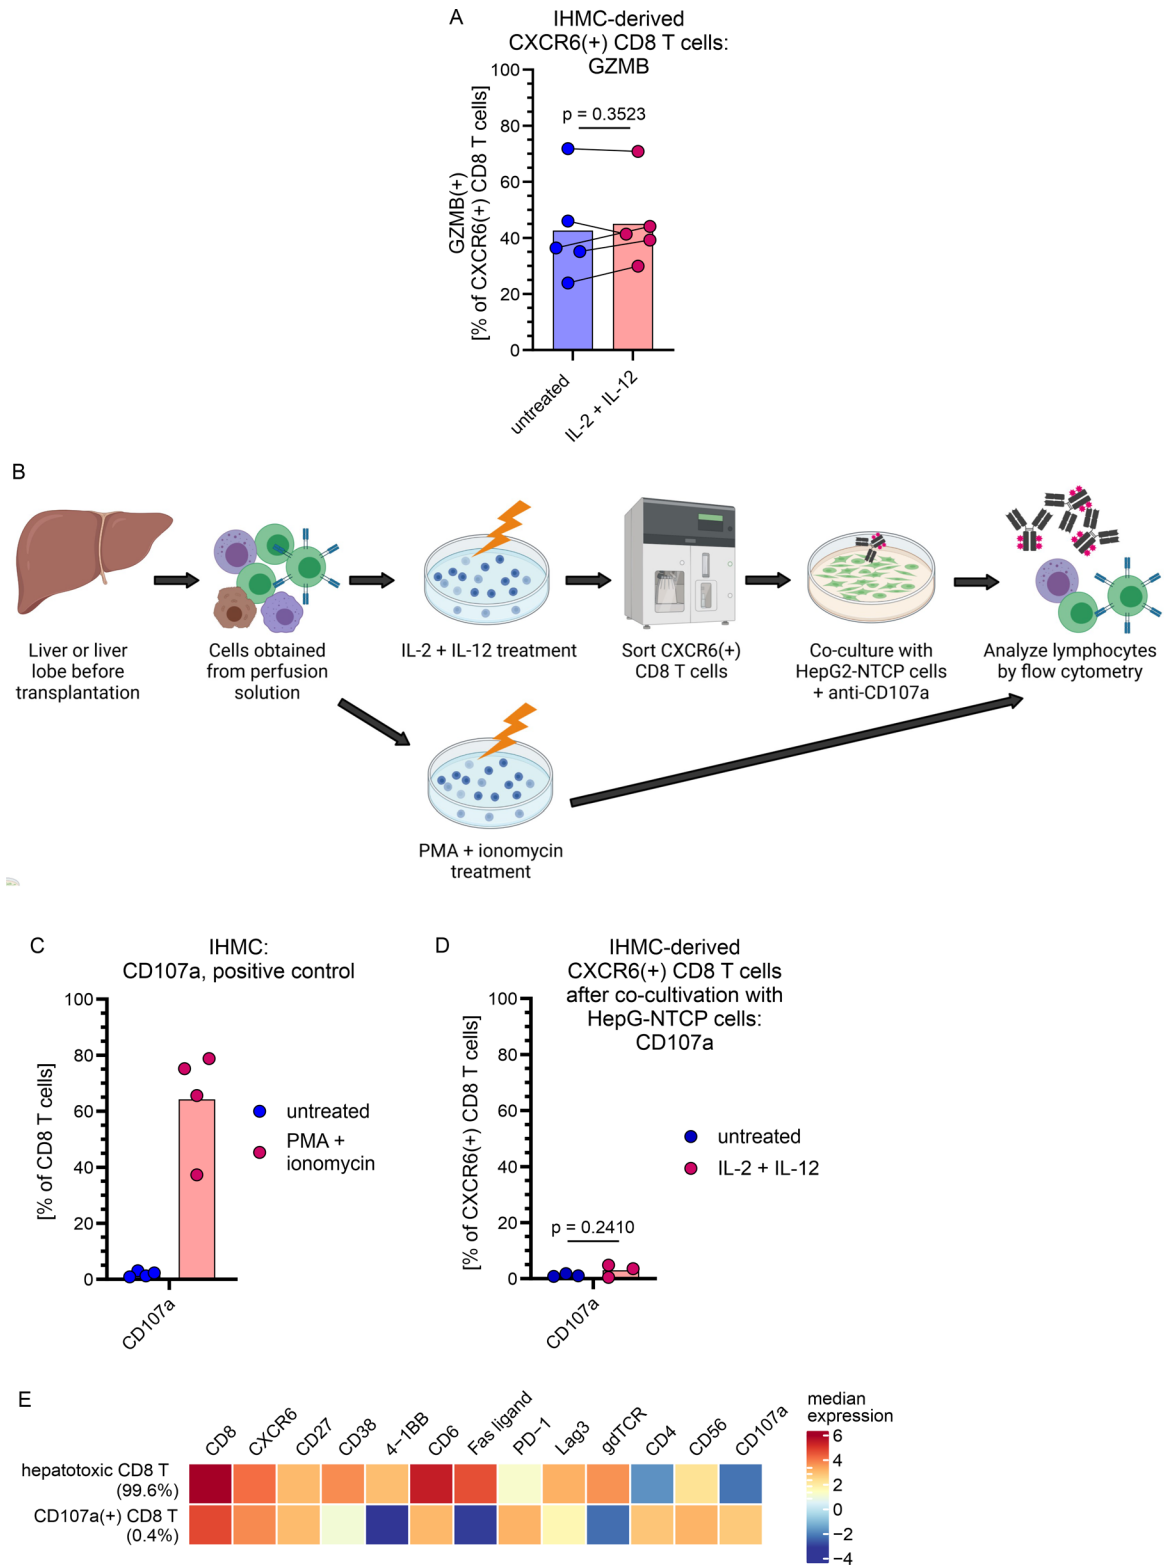 A
IHMC-derived
CXCR6(+) CD8 T cells:
GZMB
GZMB(+)
[% of CXCR6(+) CD8 T cells]
100
80
60
40
20
0
p = 0.3523
untreated
IL-2 + IL-12
B
Liver or liver
lobe before
transplantation
Cells obtained
from perfusion
solution
IL-2 + IL-12 treatment
Sort CXCR6(+)
CD8 T cells
Co-culture with
HepG2-NTCP cells
+ anti-CD107a
Analyze lymphocytes
by flow cytometry
PMA + ionomycin
treatment
C
IHMC:
CD107a, positive control
[% of CD8 T cells]
100
80
60
40
20
0
CD107a
untreated
PMA +
ionomycin
D
IHMC-derived
CXCR6(+) CD8 T cells
after co-cultivation with
HepG-NTCP cells:
CD107a
[% of CXCR6(+) CD8 T cells]
100
80
60
40
20
0
p = 0.2410
CD107a
untreated
IL-2 + IL-12
E
CD8
CXCR6
CD27
CD38
4-1BB
CD6
Fas ligand
PD-1
Lag3
gdTCR
CD4
CD56
CD107a
hepatotoxic CD8 T
(99.6%)
CD107a(+) CD8 T
(0.4%)
median
expression
6
4
2
0
−2
−4